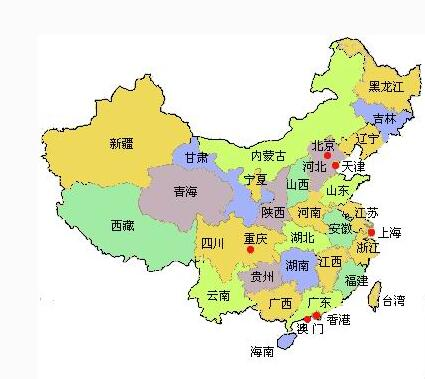 黑龙江
吉林
辽宁
新疆
甘肃
内蒙古
北京
河北
天津
青海
宁夏
山西
山东
陕西
河南
江苏
西藏
安徽
上海
四川
重庆
湖北
浙江
贵州
湖南
江西
福建
云南
广西
广东
台湾
香港
澳门
海南